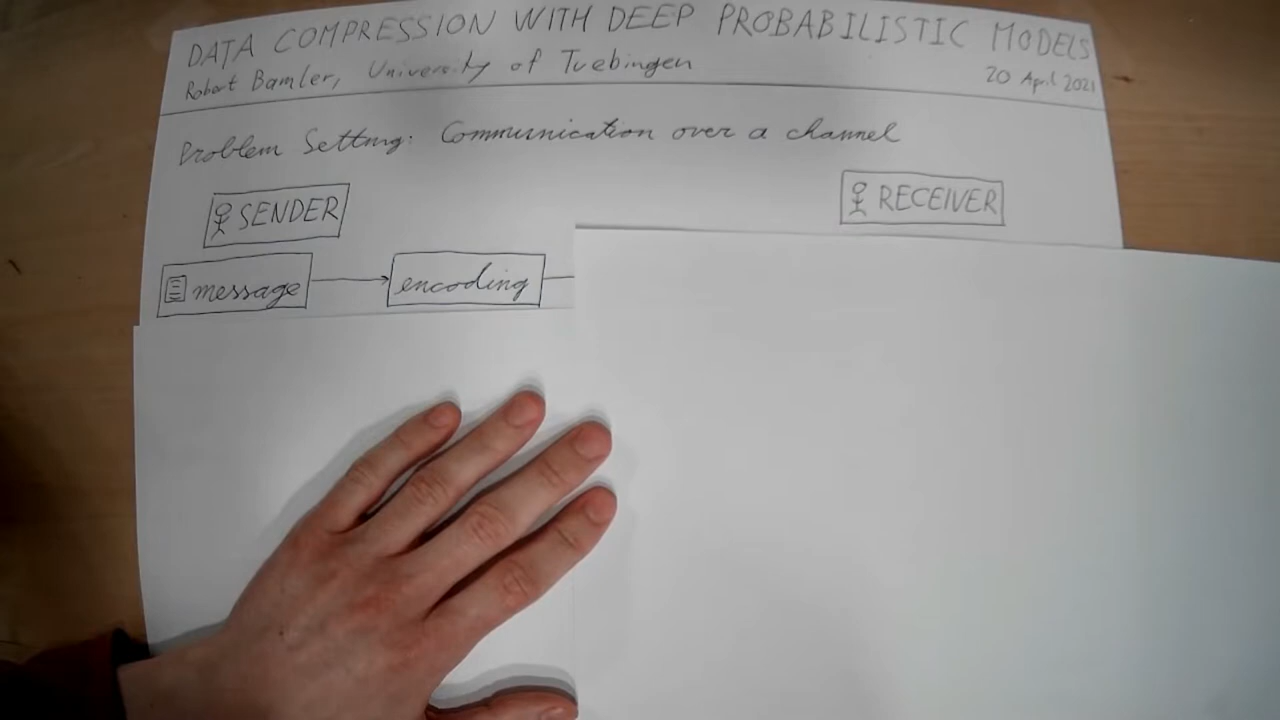 DATA COMPRESSION WITH DEEP PROBABILISTIC MODELS
Robert Bamler, University of Tuebingen
20 April 2021
Problem Setting: Communication over a channel
SENDER
RECEIVER
message
encoding